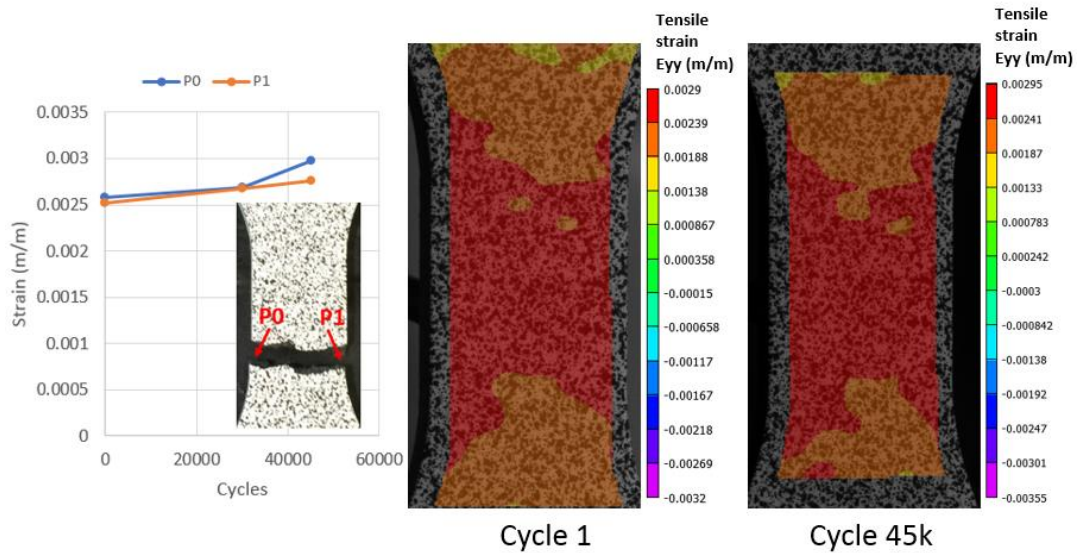 P0 P1
0.0035
0.003
0.0025
0.002
0.0015
0.001
0.0005
0
0 20000 40000 60000
Strain (m/m)
Cycles
P0 P1
Tensile
strain
Eyy (m/m)
0.0029
0.00239
0.00188
0.00138
0.000867
0.000358
-0.00015
-0.000658
-0.00117
-0.00167
-0.00218
-0.00269
-0.0032
Cycle 1
Tensile
strain
Eyy (m/m)
0.00295
0.00241
0.00187
0.00133
0.000783
0.000242
-0.0003
-0.000842
-0.00138
-0.00192
-0.00247
-0.00301
-0.00355
Cycle 45k